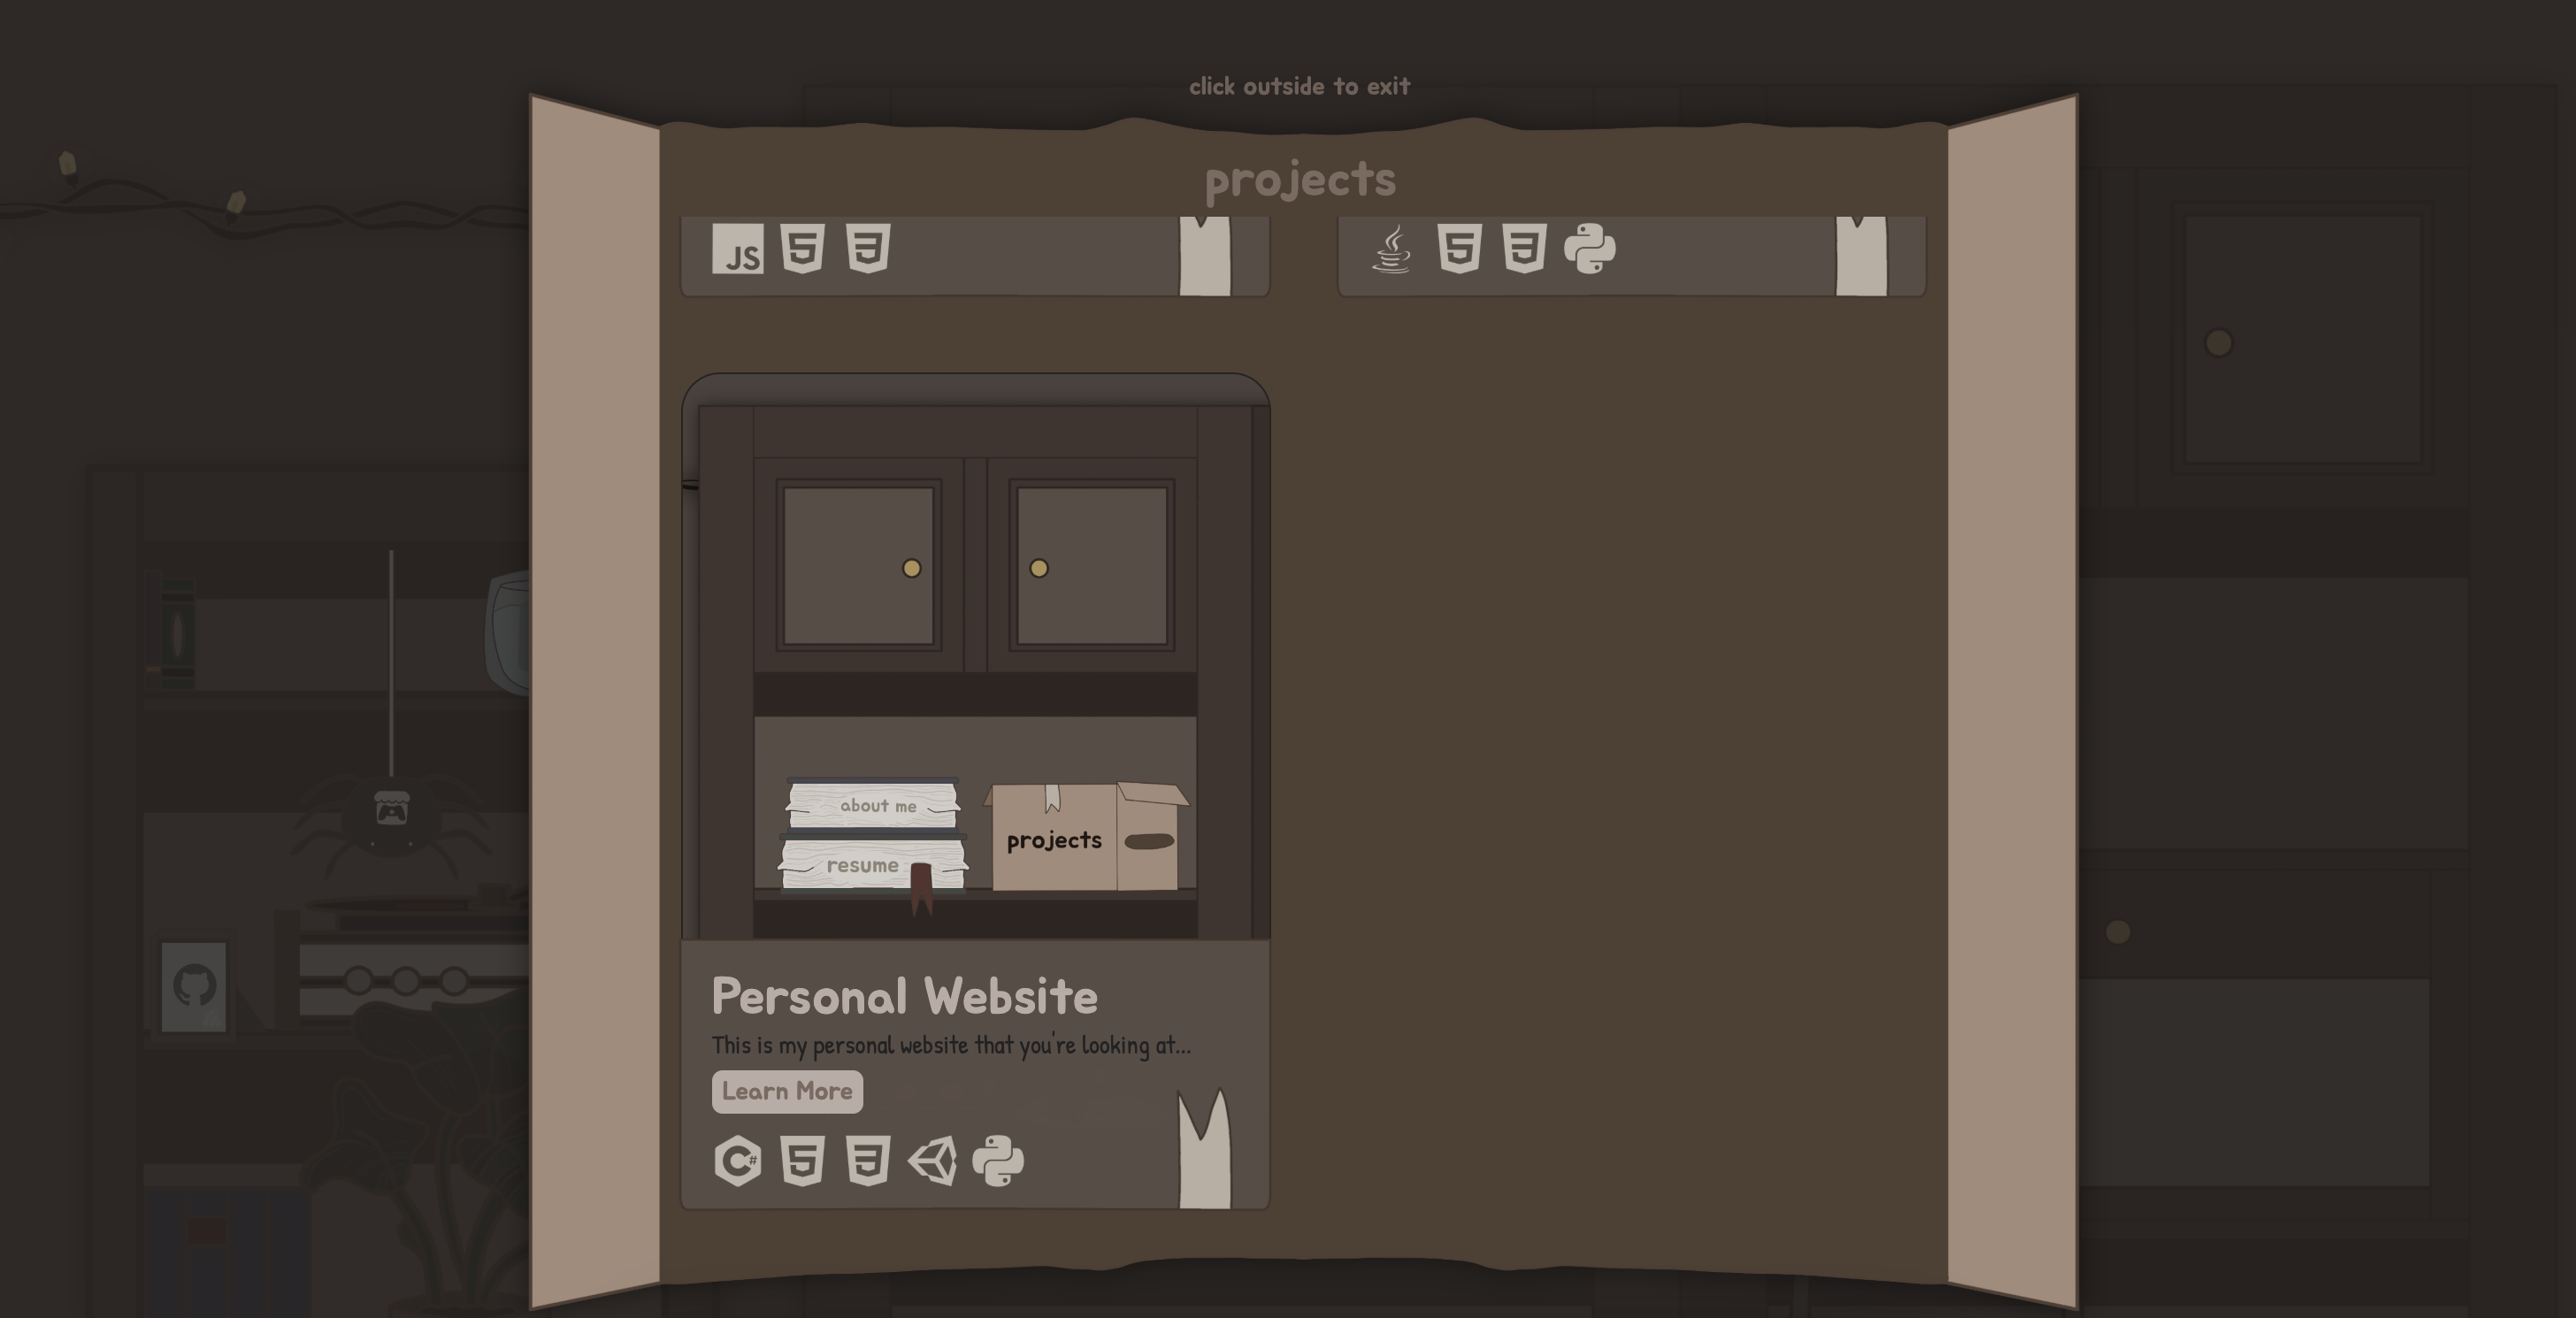 click outside to exit
projects
JS
about me
projects
resume
Personal Website
This is my personal website that you're looking at...
Learn More
C#